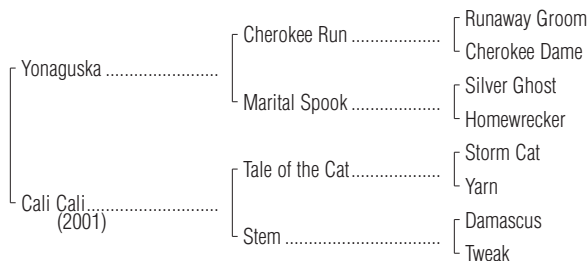 Runaway Groom
Cherokee Run ....................
Cherokee Dame
Yonaguska .........................
Silver Ghost
Marital Spook ....................
Homewrecker
Storm Cat
Tale of the Cat....................
Yarn
Cali Cali..............................
(2001)
Damascus
Stem ...................................
Tweak